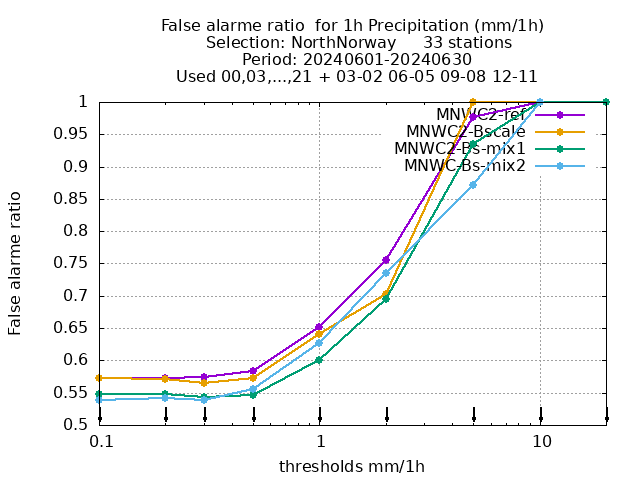 False alarme ratio  for 1h Precipitation (mm/1h)
Selection: NorthNorway     33 stations
Period: 20240601-20240630
Used 00,03,...,21 + 03-02 06-05 09-08 12-11
MNWC2-ref
MNWC2-Bscale
MNWC2-Bs-mix1
MNWC-Bs-mix2
1
0.95
0.9
0.85
0.8
0.75
0.7
0.65
0.6
0.55
0.5
False alarme ratio
0.1 1 10
thresholds mm/1h